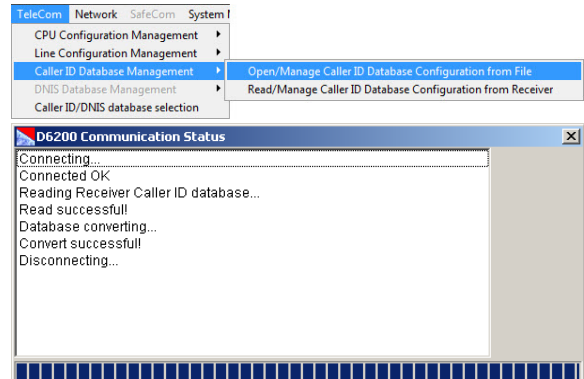 TeleCom Network SafeCom System
CPU Configuration Management
Line Configuration Management
Caller ID Database Management Open/Manage Caller ID Database Configuration from File
DNIS Database Management Read/Manage Caller ID Database Configuration from Receiver
Caller ID/DNIS database selection
D6200 Communication Status
Connecting...
Connected OK
Reading Receiver Caller ID database...
Read successful!
Database converting...
Convert successful!
Disconnecting...